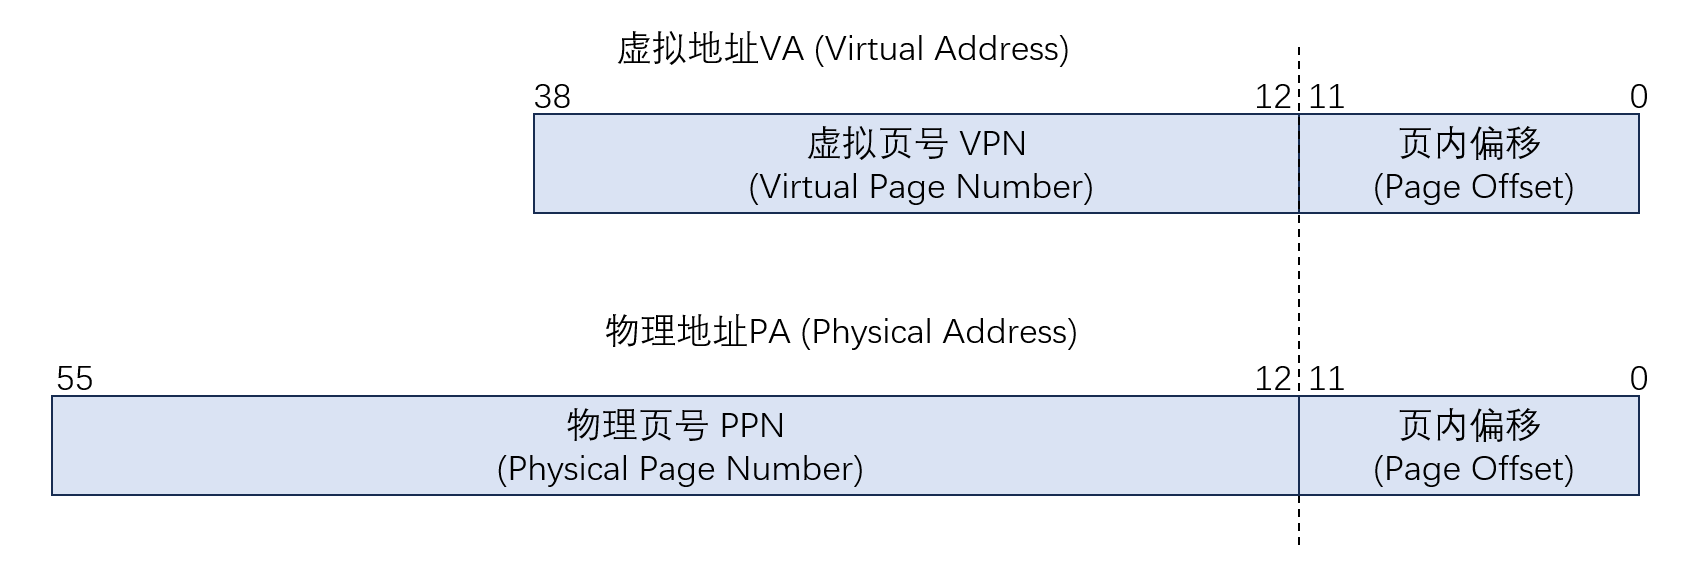 虚拟地址VA (Virtual Address)
38 12 11 0
虚拟页号 VPN
(Virtual Page Number)
页内偏移
(Page Offset)
物理地址PA (Physical Address)
55 12 11 0
物理页号 PPN
(Physical Page Number)
页内偏移
(Page Offset)